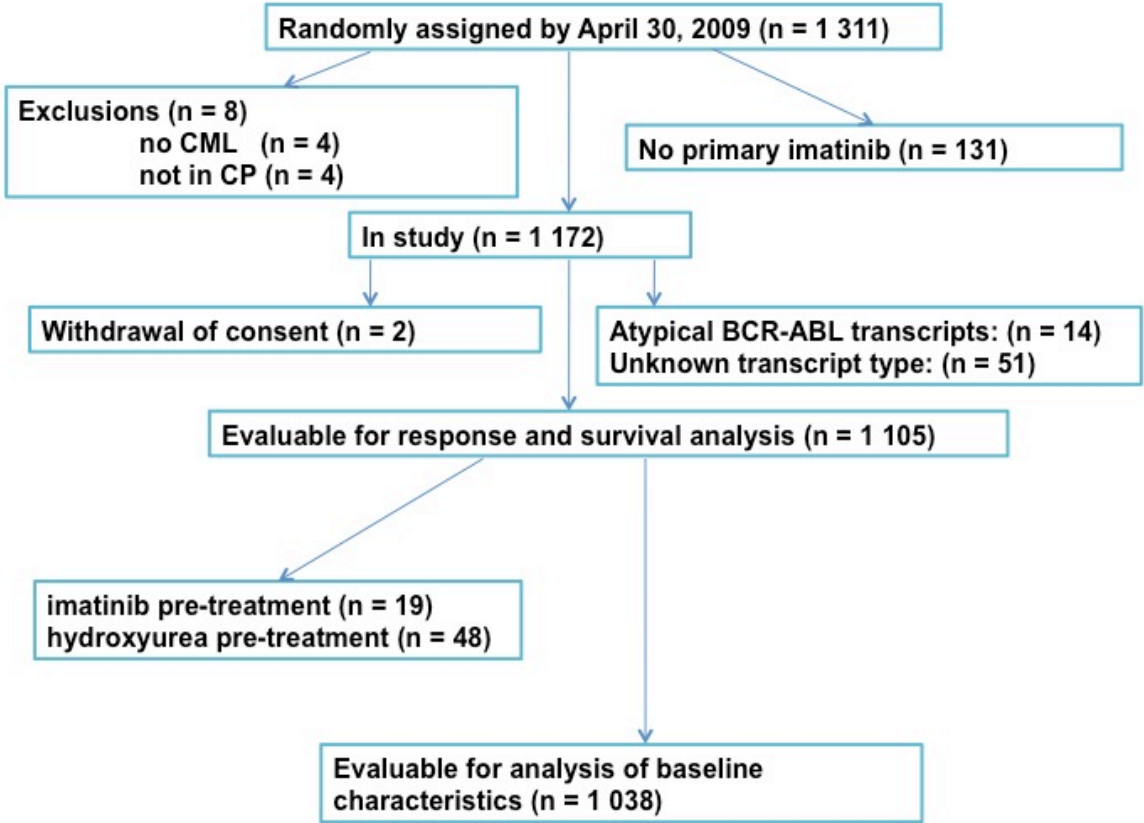 Randomly assigned by April 30, 2009 (n = 1 311)
Exclusions (n = 8)
no CML (n = 4)
not in CP (n = 4)
No primary imatinib (n = 131)
In study (n = 1 172)
Withdrawal of consent (n = 2)
Atypical BCR-ABL transcripts: (n = 14)
Unknown transcript type: (n = 51)
Evaluable for response and survival analysis (n = 1 105)
imatinib pre-treatment (n = 19)
hydroxyurea pre-treatment (n = 48)
Evaluable for analysis of baseline
characteristics (n = 1 038)